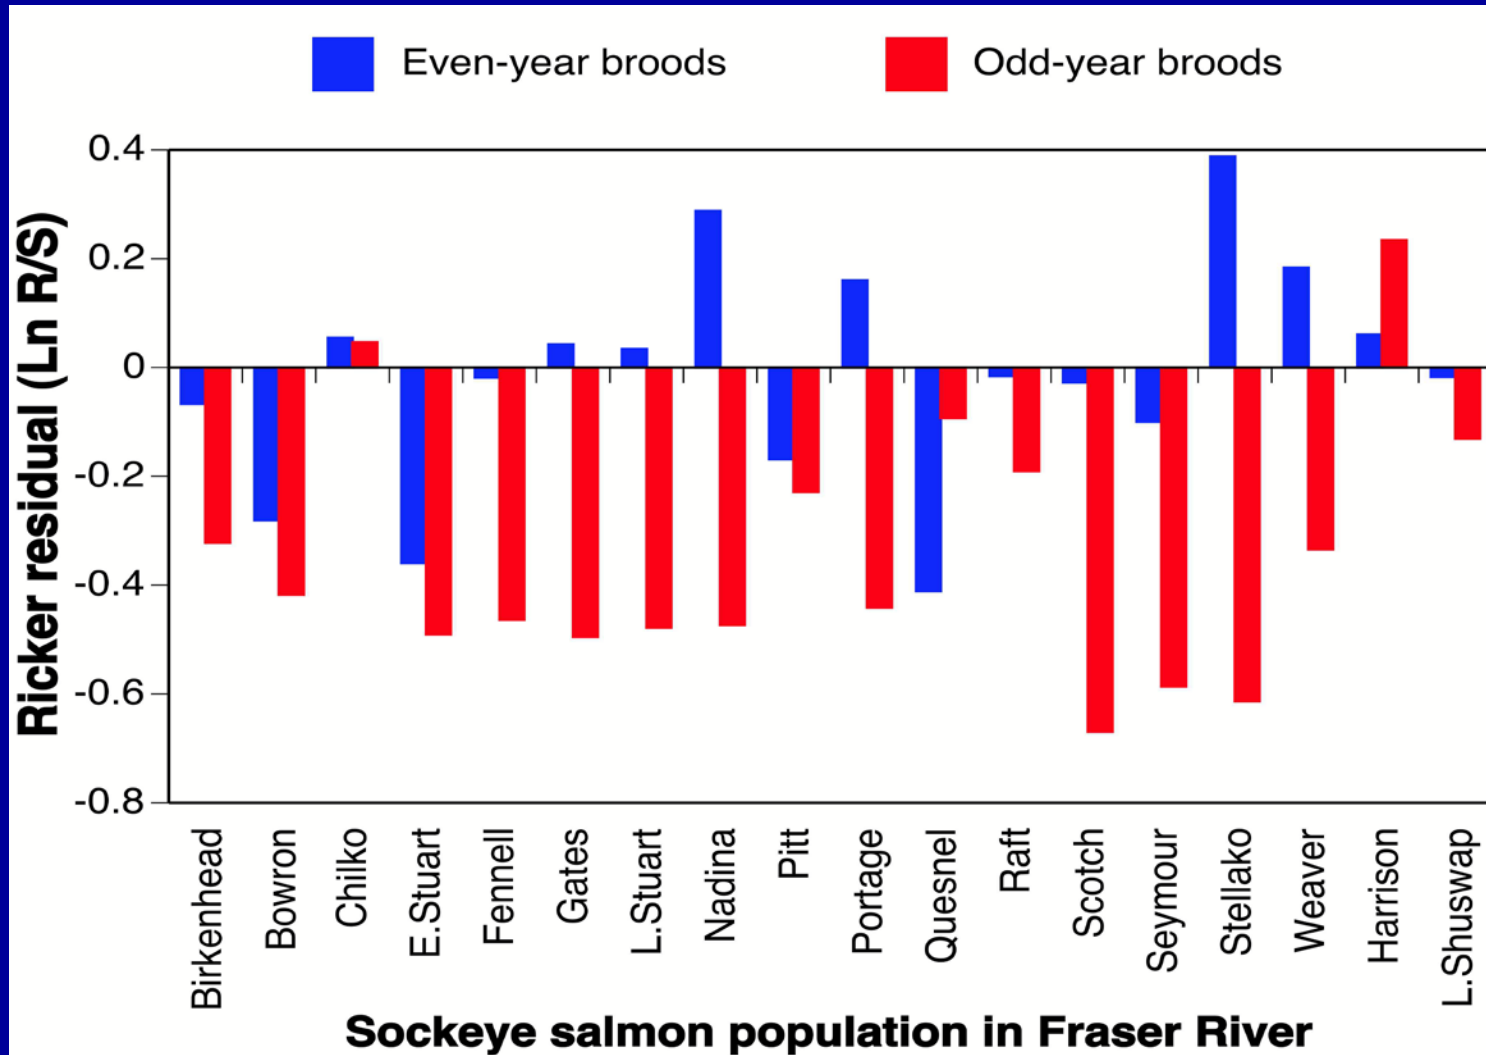 Even-year broods
Odd-year broods
Ricker residual (Ln R/S)
0.4
0.2
0
-0.2
-0.4
-0.6
-0.8
Birkenhead
Bowron
Chilko
E.Stuart
Fennell
Gates
L.Stuart
Nadina
Pitt
Portage
Quesnel
Raft
Scotch
Seymour
Stellako
Weaver
Harrison
L.Shuswap
Sockeye salmon population in Fraser River